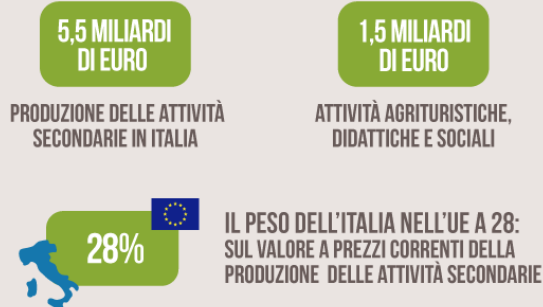 5,5 MILIARDI
DI EURO
PRODUZIONE DELLE ATTIVITÀ
SECONDARIE IN ITALIA
1,5 MILIARDI
DI EURO
ATTIVITÀ AGRITURISTICHE,
DIDATTICHE E SOCIALI
28%
IL PESO DELL'ITALIA NELL'UE A 28:
SUL VALORE A PREZZI CORRENTI DELLA
PRODUZIONE DELLE ATTIVITÀ SECONDARIE